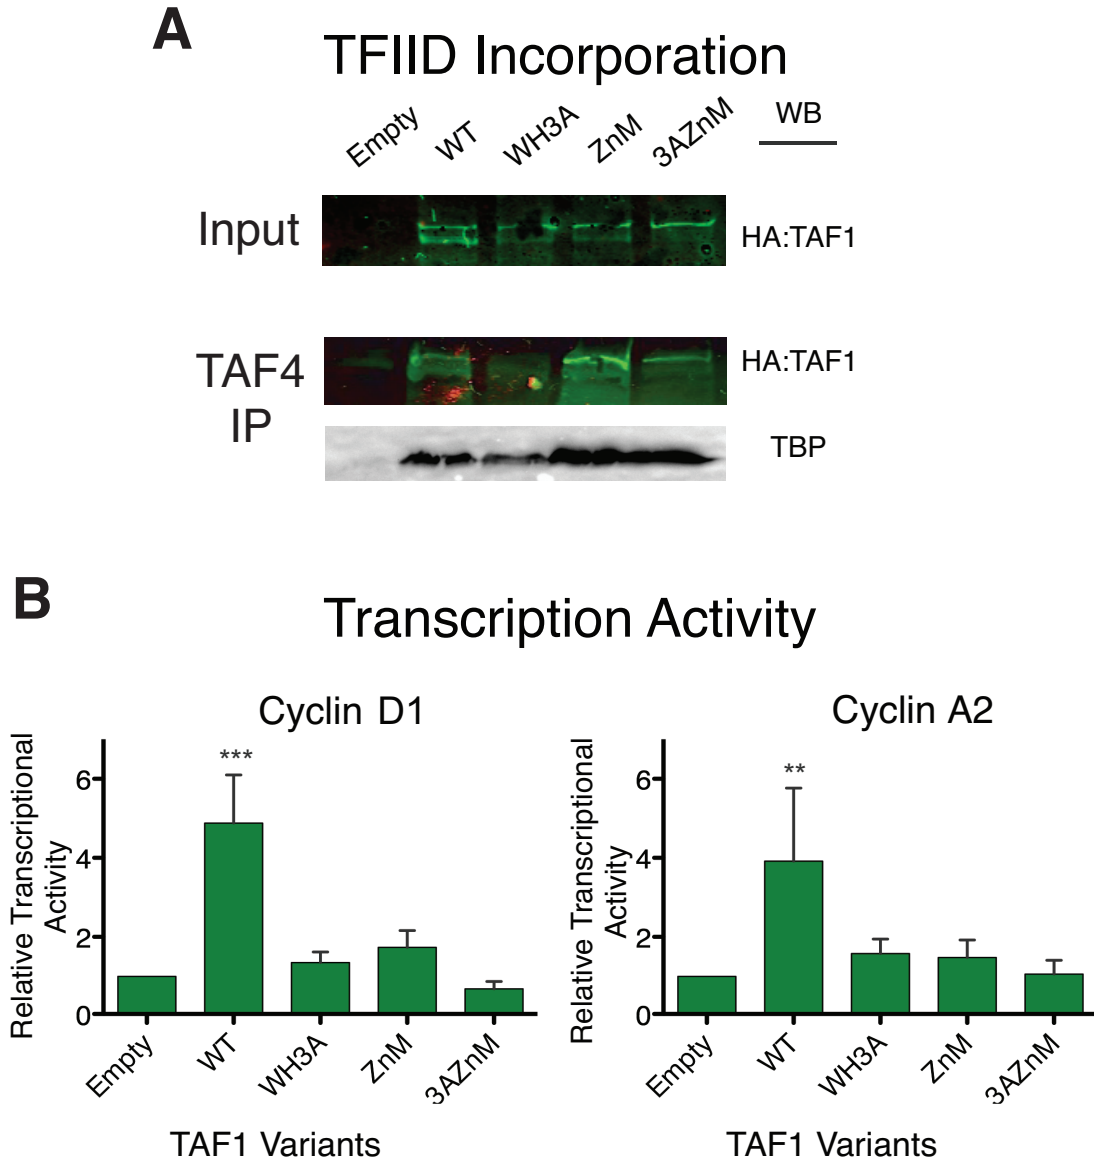 A
TFIID Incorporation
Empty WT WH3A ZnM 3AZnM WB
Input HA:TAF1
TAF4
IP
HA:TAF1
TBP
B
Transcription Activity
Cyclin D1
Relative Transcriptional
Activity
6
4
2
0
***
Empty WT WH3A ZnM 3AZnM
TAF1 Variants
Cyclin A2
Relative Transcriptional
Activity
6
4
2
0
**
Empty WT WH3A ZnM 3AZnM
TAF1 Variants